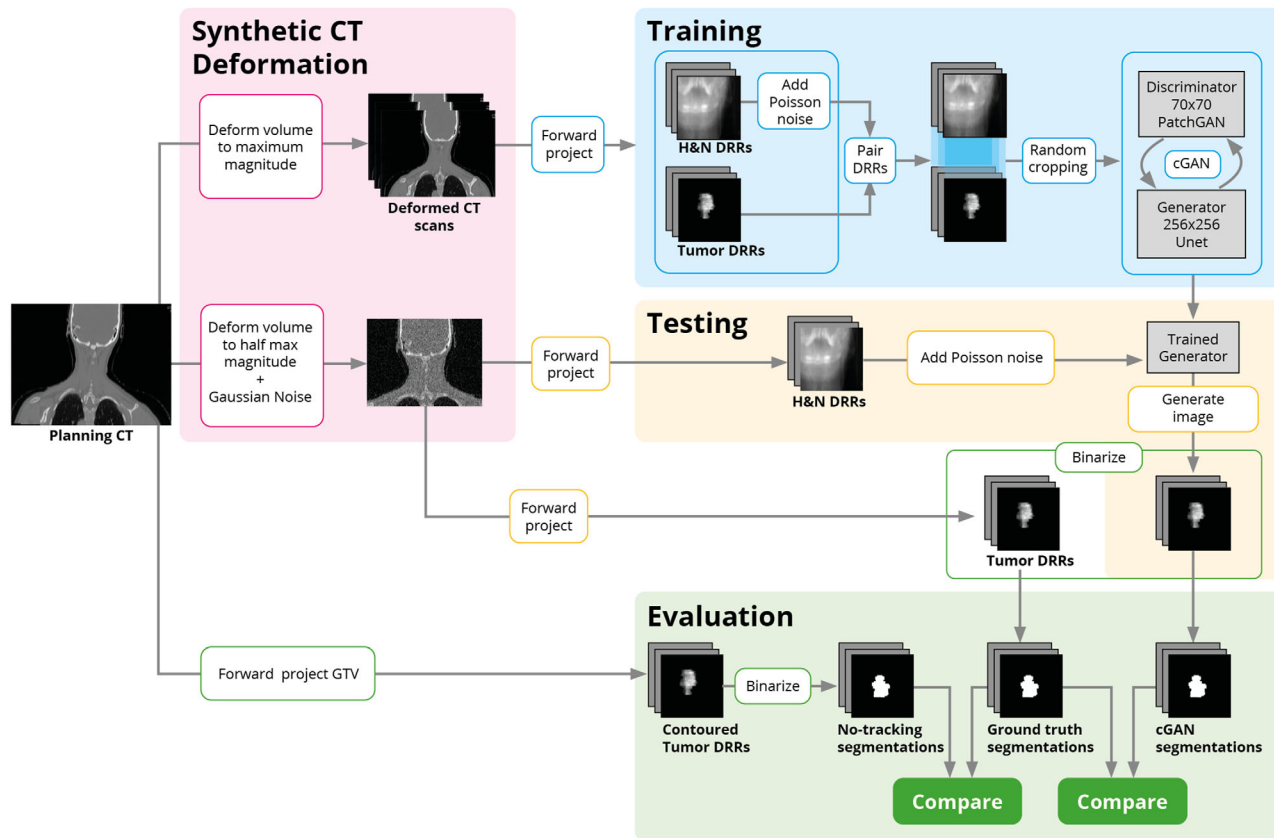 Synthetic CT
Deformation
Deform volume
to maximum
magnitude
Deformed CT
scans
Forward
project
Training
H&N DRRs
Add
Poisson
noise
Tumor DRRs
Pair
DRRs
Random
cropping
Discriminator
70x70
PatchGAN
cGAN
Generator
256x256
Unet
Planning CT
Deform volume
to half max
magnitude
+
Gaussian Noise
Forward
project
Testing
H&N DRRs
Add Poisson noise
Trained
Generator
Generate
image
Binarize
Forward
project
Tumor DRRs
Evaluation
Forward project GTV
Contoured
Tumor DRRs
Binarize
No-tracking
segmentations
Ground truth
segmentations
cGAN
segmentations
Compare
Compare